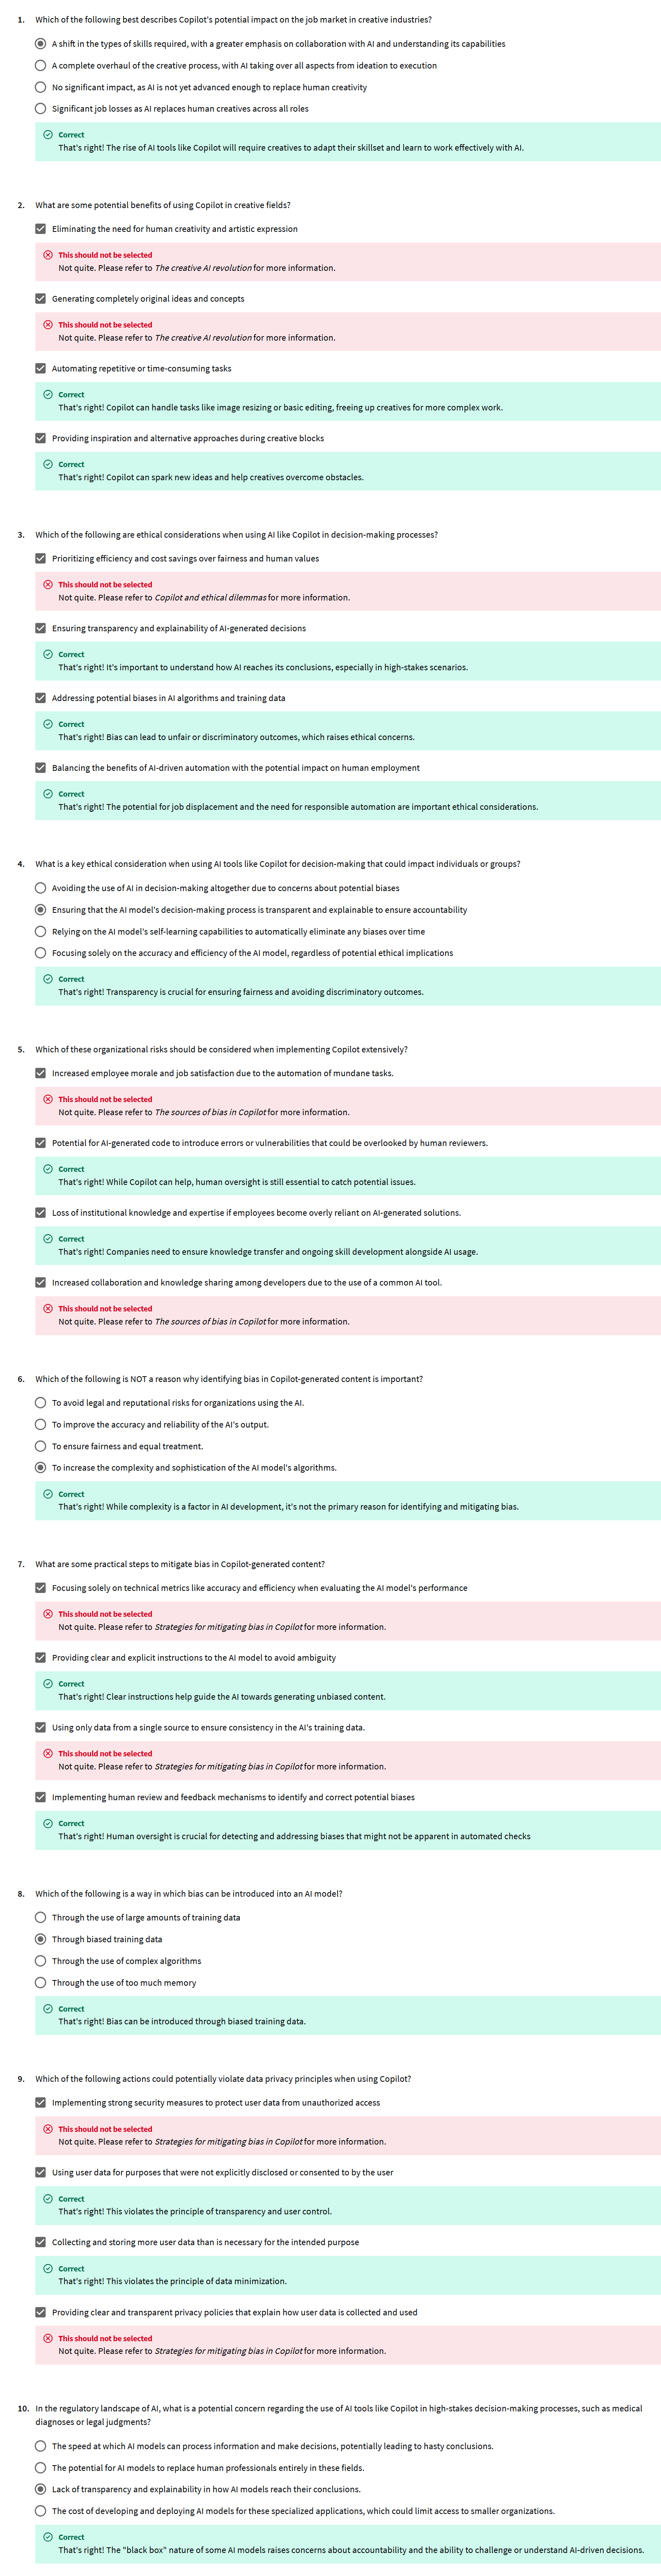 1. Which of the following best describes Copilot's potential impact on the job market in creative industries?
A shift in the types of skills required, with a greater emphasis on collaboration with AI and understanding its capabilities
A complete overhaul of the creative process, with AI taking over all aspects from ideation to execution
No significant impact, as AI is not yet advanced enough to replace human creativity
Significant job losses as AI replaces human creatives across all roles
Correct
That's right! The rise of AI tools like Copilot will require creatives to adapt their skillset and learn to work effectively with AI.
2. What are some potential benefits of using Copilot in creative fields?
Eliminating the need for human creativity and artistic expression
This should not be selected
Not quite. Please refer to The creative AI revolution for more information.
Generating completely original ideas and concepts
This should not be selected
Not quite. Please refer to The creative AI revolution for more information.
Automating repetitive or time-consuming tasks
Correct
That's right! Copilot can handle tasks like image resizing or basic editing, freeing up creatives for more complex work.
Providing inspiration and alternative approaches during creative blocks
Correct
That's right! Copilot can spark new ideas and help creatives overcome obstacles.
3. Which of the following are ethical considerations when using AI like Copilot in decision-making processes?
Prioritizing efficiency and cost savings over fairness and human values
This should not be selected
Not quite. Please refer to Copilot and ethical dilemmas for more information.
Ensuring transparency and explainability of AI-generated decisions
Correct
That's right! It's important to understand how AI reaches its conclusions, especially in high-stakes scenarios.
Addressing potential biases in AI algorithms and training data
Correct
That's right! Bias can lead to unfair or discriminatory outcomes, which raises ethical concerns.
Balancing the benefits of AI-driven automation with the potential impact on human employment
Correct
That's right! The potential for job displacement and the need for responsible automation are important ethical considerations.
4. What is a key ethical consideration when using AI tools like Copilot for decision-making that could impact individuals or groups?
Avoiding the use of AI in decision-making altogether due to concerns about potential biases
Ensuring that the AI model's decision-making process is transparent and explainable to ensure accountability
Relying on the AI model's self-learning capabilities to automatically eliminate any biases over time
Focusing solely on the accuracy and efficiency of the AI model, regardless of potential ethical implications
Correct
That's right! Transparency is crucial for ensuring fairness and avoiding discriminatory outcomes.
5. Which of these organizational risks should be considered when implementing Copilot extensively?
Increased employee morale and job satisfaction due to the automation of mundane tasks.
This should not be selected
Not quite. Please refer to The sources of bias in Copilot for more information.
Potential for AI-generated code to introduce errors or vulnerabilities that could be overlooked by human reviewers.
Correct
That's right! While Copilot can help, human oversight is still essential to catch potential issues.
Loss of institutional knowledge and expertise if employees become overly reliant on AI-generated solutions.
Correct
That's right! Companies need to ensure knowledge transfer and ongoing skill development alongside AI usage.
Increased collaboration and knowledge sharing among developers due to the use of a common AI tool.
This should not be selected
Not quite. Please refer to The sources of bias in Copilot for more information.
6. Which of the following is NOT a reason why identifying bias in Copilot-generated content is important?
To avoid legal and reputational risks for organizations using the AI.
To improve the accuracy and reliability of the AI's output.
To ensure fairness and equal treatment.
To increase the complexity and sophistication of the AI model's algorithms.
Correct
That's right! While complexity is a factor in AI development, it's not the primary reason for identifying and mitigating bias.
7. What are some practical steps to mitigate bias in Copilot-generated content?
Focusing solely on technical metrics like accuracy and efficiency when evaluating the AI model's performance
This should not be selected
Not quite. Please refer to Strategies for mitigating bias in Copilot for more information.
Providing clear and explicit instructions to the AI model to avoid ambiguity
Correct
That's right! Clear instructions help guide the AI towards generating unbiased content.
Using only data from a single source to ensure consistency in the AI's training data.
This should not be selected
Not quite. Please refer to Strategies for mitigating bias in Copilot for more information.
Implementing human review and feedback mechanisms to identify and correct potential biases
Correct
That's right! Human oversight is crucial for detecting and addressing biases that might not be apparent in automated checks
8. Which of the following is a way in which bias can be introduced into an AI model?
Through the use of large amounts of training data
Through biased training data
Through the use of complex algorithms
Through the use of too much memory
Correct
That's right! Bias can be introduced through biased training data.
9. Which of the following actions could potentially violate data privacy principles when using Copilot?
Implementing strong security measures to protect user data from unauthorized access
This should not be selected
Not quite. Please refer to Strategies for mitigating bias in Copilot for more information.
Using user data for purposes that were not explicitly disclosed or consented to by the user
Correct
That's right! This violates the principle of transparency and user control.
Collecting and storing more user data than is necessary for the intended purpose
Correct
That's right! This violates the principle of data minimization.
Providing clear and transparent privacy policies that explain how user data is collected and used
This should not be selected
Not quite. Please refer to Strategies for mitigating bias in Copilot for more information.
10. In the regulatory landscape of AI, what is a potential concern regarding the use of AI tools like Copilot in high-stakes decision-making processes, such as medical
diagnoses or legal judgments?
The speed at which AI models can process information and make decisions, potentially leading to hasty conclusions.
The potential for AI models to replace human professionals entirely in these fields.
Lack of transparency and explainability in how AI models reach their conclusions.
The cost of developing and deploying AI models for these specialized applications, which could limit access to smaller organizations.
Correct
That's right! The "black box" nature of some AI models raises concerns about accountability and the ability to challenge or understand AI-driven decisions.